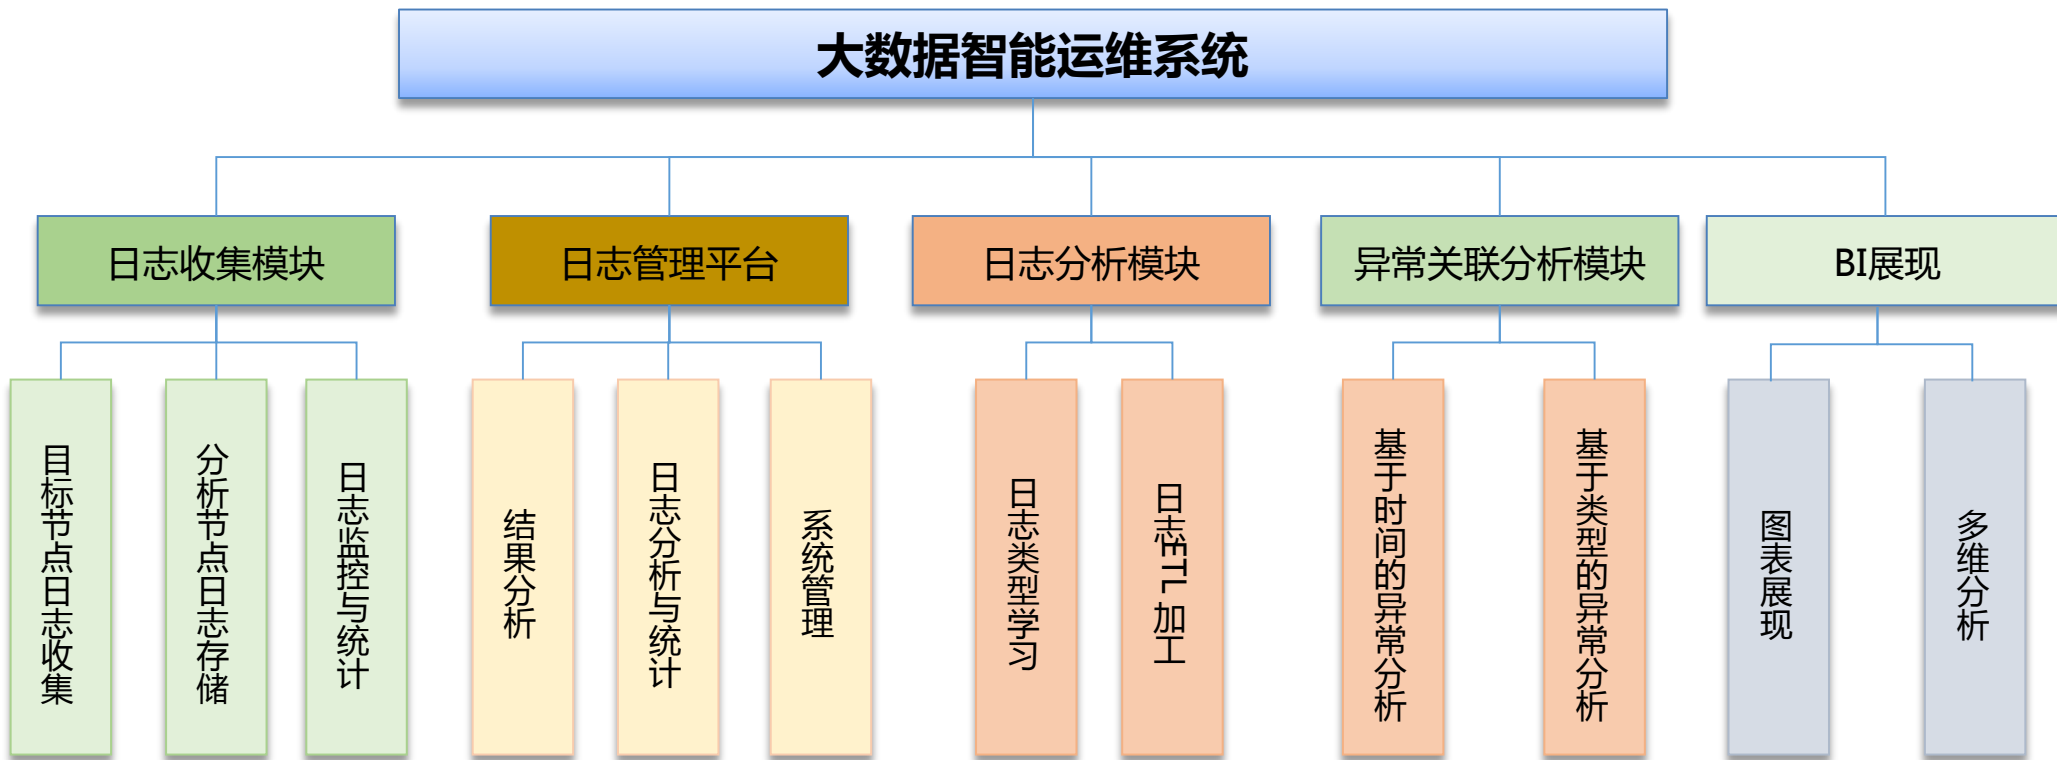 大数据智能运维系统
日志收集模块
日志管理平台
日志分析模块
异常关联分析模块
BI展现
目标节点日志收集
分析节点日志存储
日志监控与统计
结果分析
日志分析与统计
系统管理
日志类型学习
日志ETL 加工
基于时间的异常分析
基于类型的异常分析
图表展现
多维分析